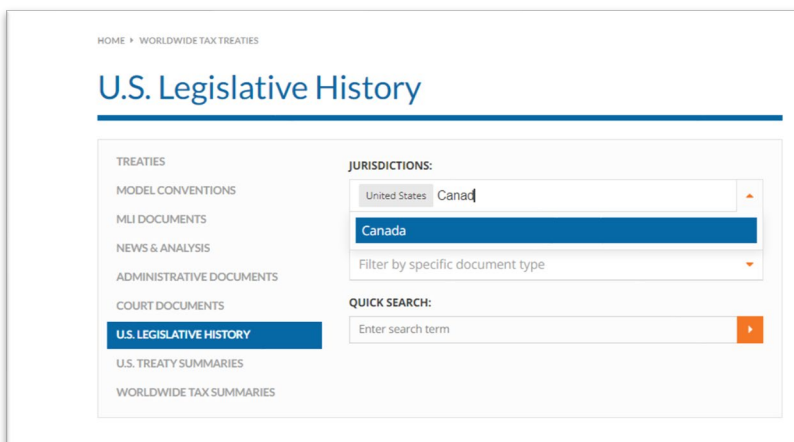 HOME ▸ WORLDWIDE TAX TREATIES
U.S. Legislative History
TREATIES
MODEL CONVENTIONS
MLI DOCUMENTS
NEWS & ANALYSIS
ADMINISTRATIVE DOCUMENTS
COURT DOCUMENTS
U.S. LEGISLATIVE HISTORY
U.S. TREATY SUMMARIES
WORLDWIDE TAX SUMMARIES
JURISDICTIONS:
United States Canad
Canada
Filter by specific document type
QUICK SEARCH:
Enter search term